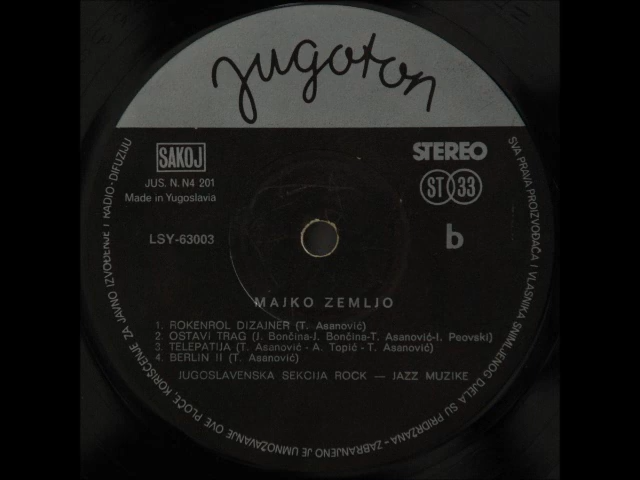 jugoton
SAKOJ
JUS. N.N4 201
Made in Yugoslavia
LSY-63003
STEREO
ST 33
b
MAJKO ZEMLJO
1. ROKENROL DIZAJNER (T. Asanović)
2. OSTAVI TRAG (J. Bončina-J. Bončina-T. Asanović-I. Peovski)
3. TELEPATIJA (T. Asanović - A. Topić - T. Asanović)
4. BERLIN II (T. Asanović)
JUGOSLAVENSKA SEKCIJA ROCK — JAZZ MUZIKE
SVA PRAVA PROIZVOĐAČA I VLASNIKA SNIMLJENOG DJELA SU PRIDRŽANA - ZABRANJENO JE UMNOŽAVANJE OVE PLOČE, KORIŠĆENJE ZA JAVNO IZVOĐENJE I RADIO-DIFUZIJU